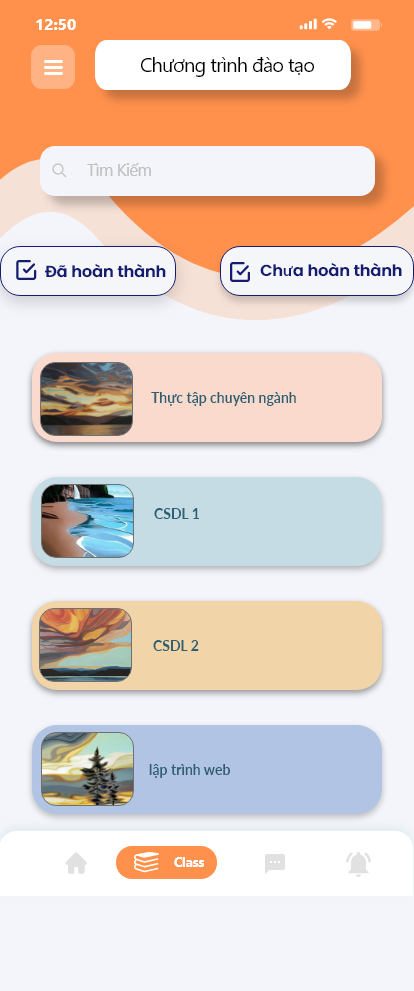 12:50
Chương trình đào tạo
Tìm Kiếm
Đã hoàn thành
Chưa hoàn thành
Thực tập chuyên ngành
CSDL 1
CSDL 2
lập trình web
Class